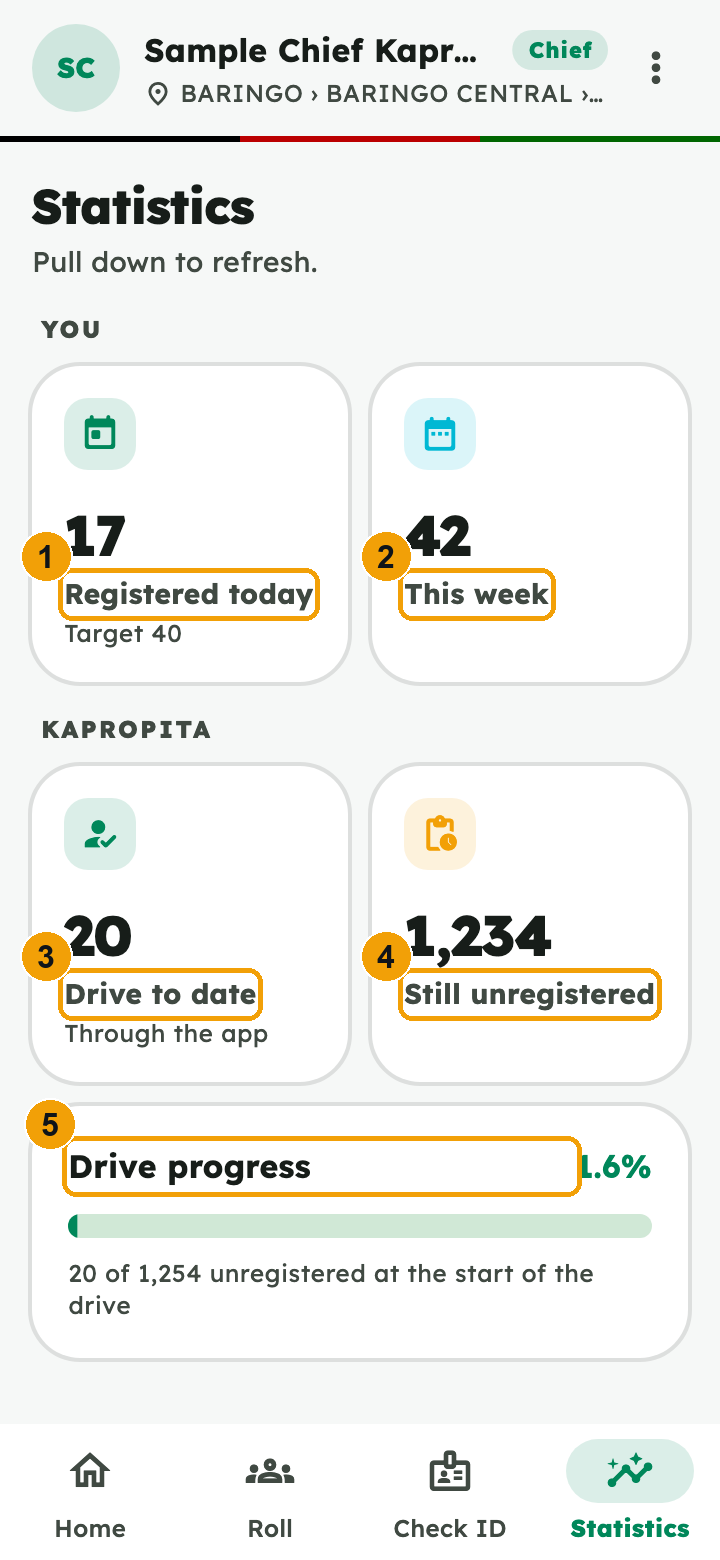 SC
Sample Chief Kapr...
Chief
BARINGO › BARINGO CENTRAL ›...
Statistics
Pull down to refresh.
YOU
17
1
Registered today
Target 40
42
2
This week
KAPROPITA
20
3
Drive to date
Through the app
1,234
4
Still unregistered
5
Drive progress
1.6%
20 of 1,254 unregistered at the start of the
drive
Home
Roll
Check ID
Statistics